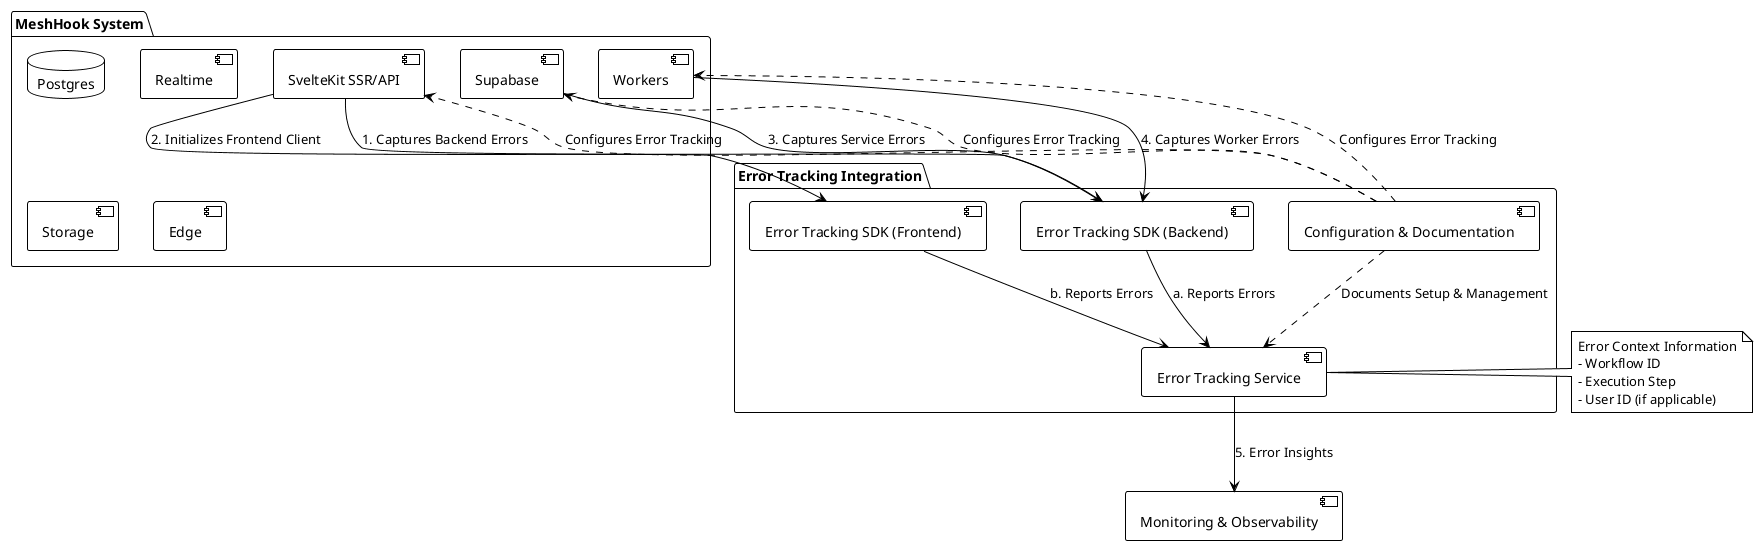 MeshHook System
Postgres
Realtime
SvelteKit SSR/API
Supabase
Workers
2. Initializes Frontend Client
1. Captures Backend Errors
Configures Error Tracking
3. Captures Service Errors
Configures Error Tracking
4. Captures Worker Errors
Configures Error Tracking
Error Tracking Integration
Storage
Edge
Error Tracking SDK (Frontend)
Error Tracking SDK (Backend)
Configuration & Documentation
b. Reports Errors
a. Reports Errors
Documents Setup & Management
Error Tracking Service
Error Context Information
- Workflow ID
- Execution Step
- User ID (if applicable)
5. Error Insights
Monitoring & Observability